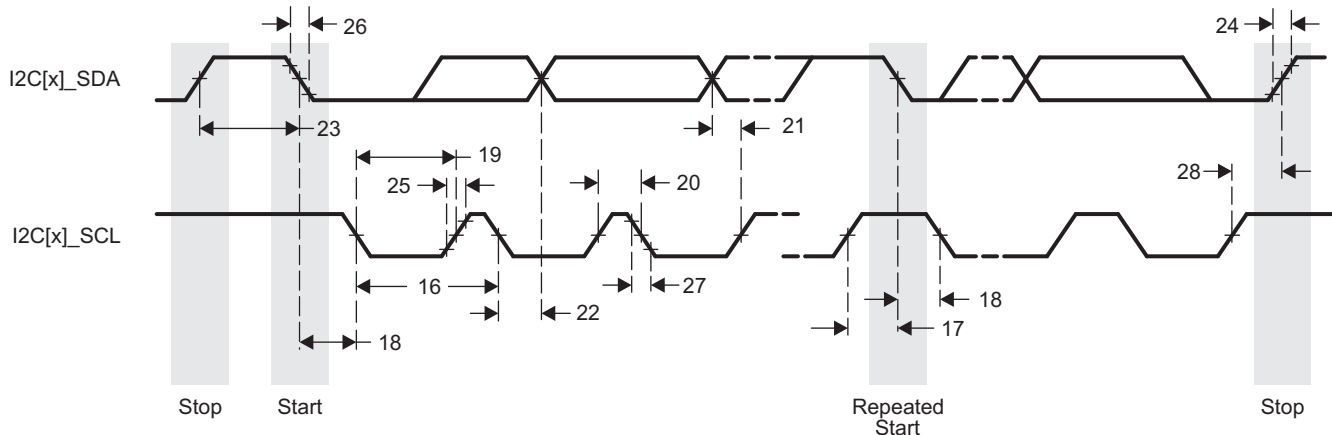 26
24
I2C[x]_SDA
23
21
19
25
20
28
I2C[x]_SCL
16
27
22
18
18
17
Stop
Start
Repeated
Start
Stop